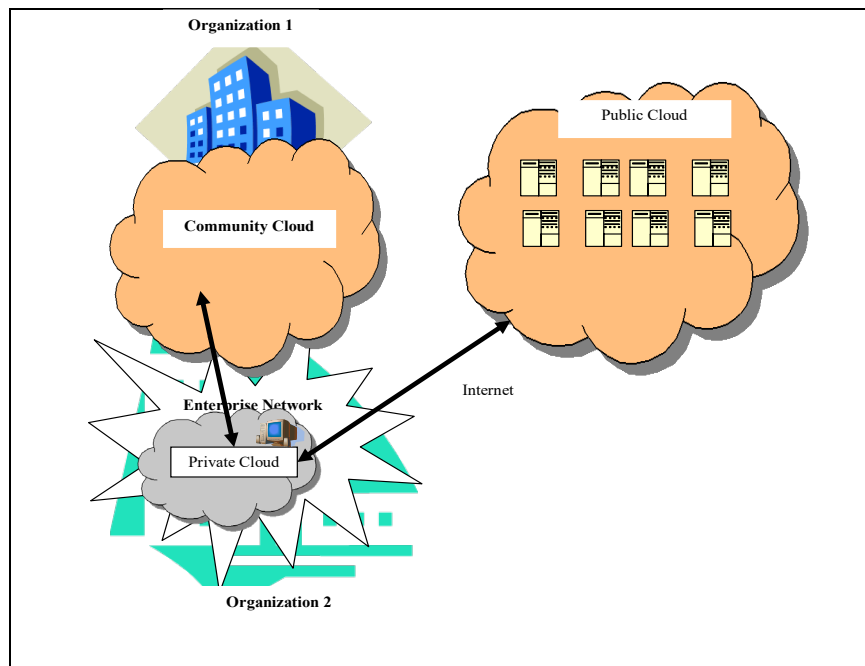 Organization 1
Public Cloud
Community Cloud
Internet
Enterprise Network
Private Cloud
Organization 2